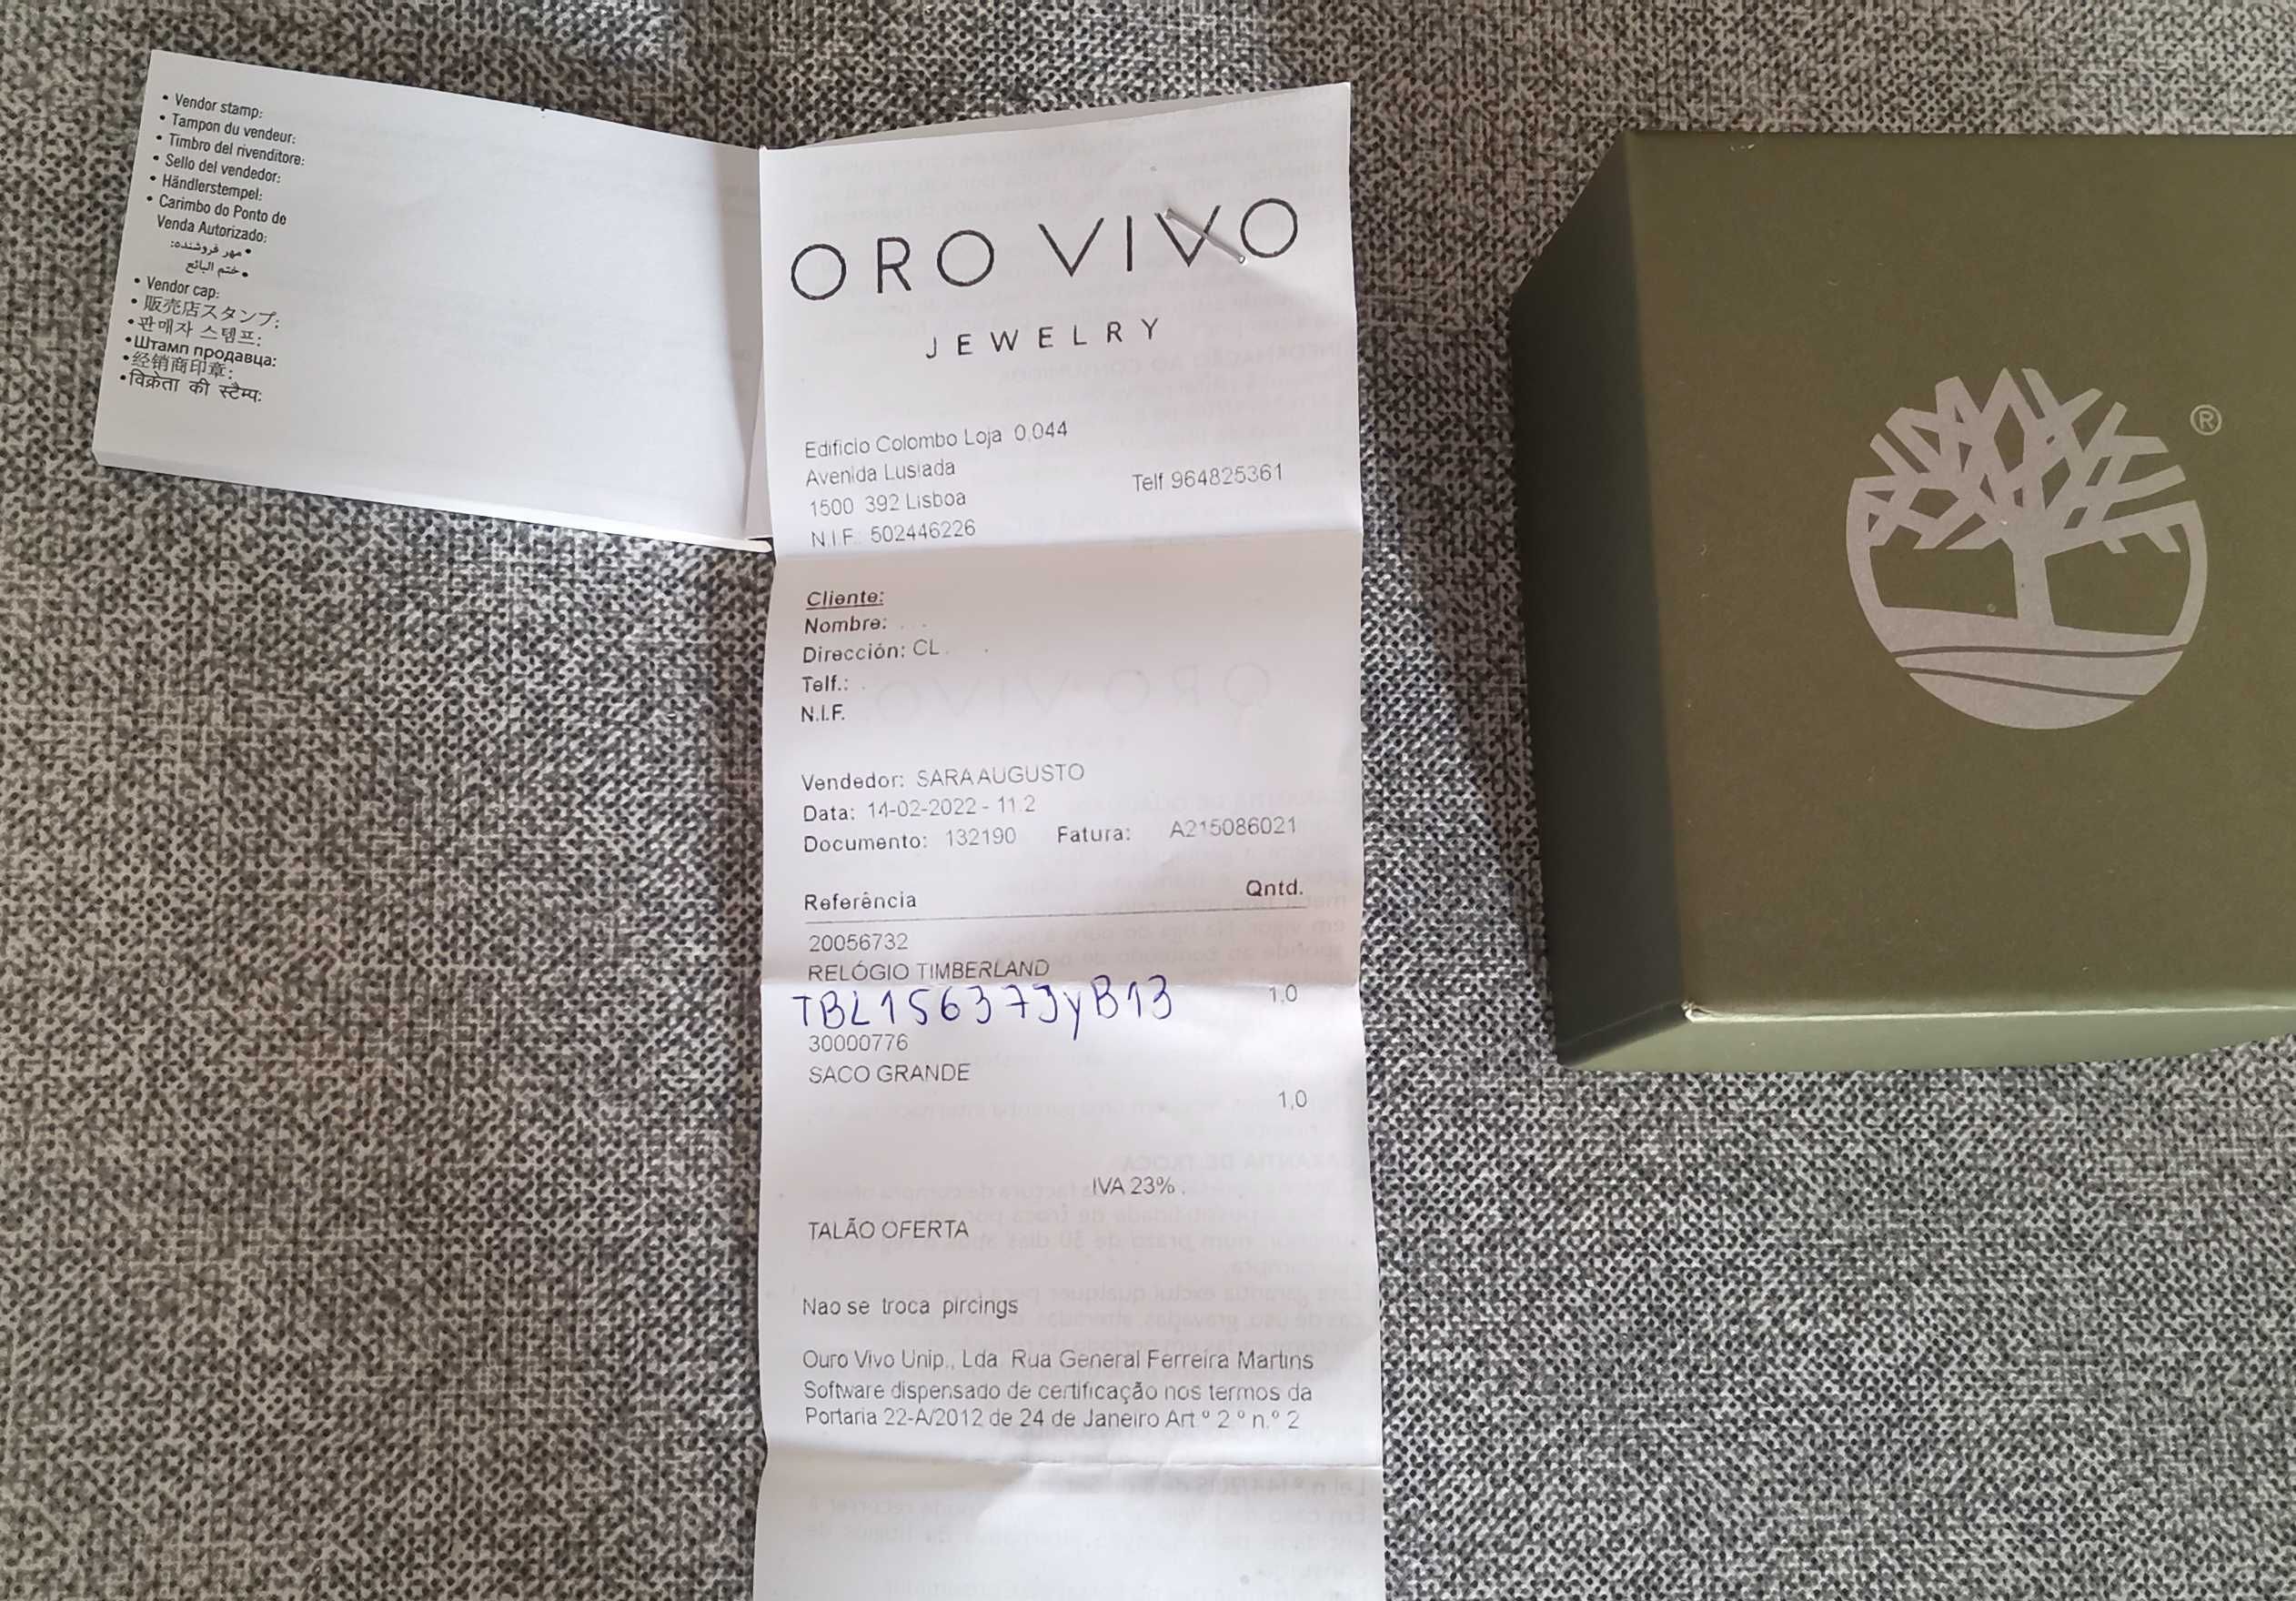 • Vendor stamp:
• Tampon du vendeur:
• Timbro del rivenditore:
• Sello del vendedor:
• Händlerstempel:
• Carimbo do Ponto de
Venda Autorizado:
• مهر فروشنده:
• ختم البائع
• Vendor cap:
• 販売店スタンプ:
• 판매자 스템프:
• Штамп продавца:
• 经销商印章:
• विक्रेता की स्टैम्प:
ORO VIVO
JEWELRY
Edificio Colombo Loja 0.044
Avenida Lusiada
1500 392 Lisboa Telf 964825361
N.I.F.: 502446226
Cliente:
Nombre:
Dirección: CL
Telf.:
N.I.F.
Vendedor: SARA AUGUSTO
Data: 14-02-2022 - 11.2
Documento: 132190 Fatura: A215086021
Referência Qntd.
20056732
RELÓGIO TIMBERLAND
TBL15637JyB13 1,0
30000776
SACO GRANDE
1,0
IVA 23%.
TALÃO OFERTA
Nao se troca pircings
Ouro Vivo Unip., Lda Rua General Ferreira Martins
Software dispensado de certificação nos termos da
Portaria 22-A/2012 de 24 de Janeiro Art.º 2.º n.º 2
®